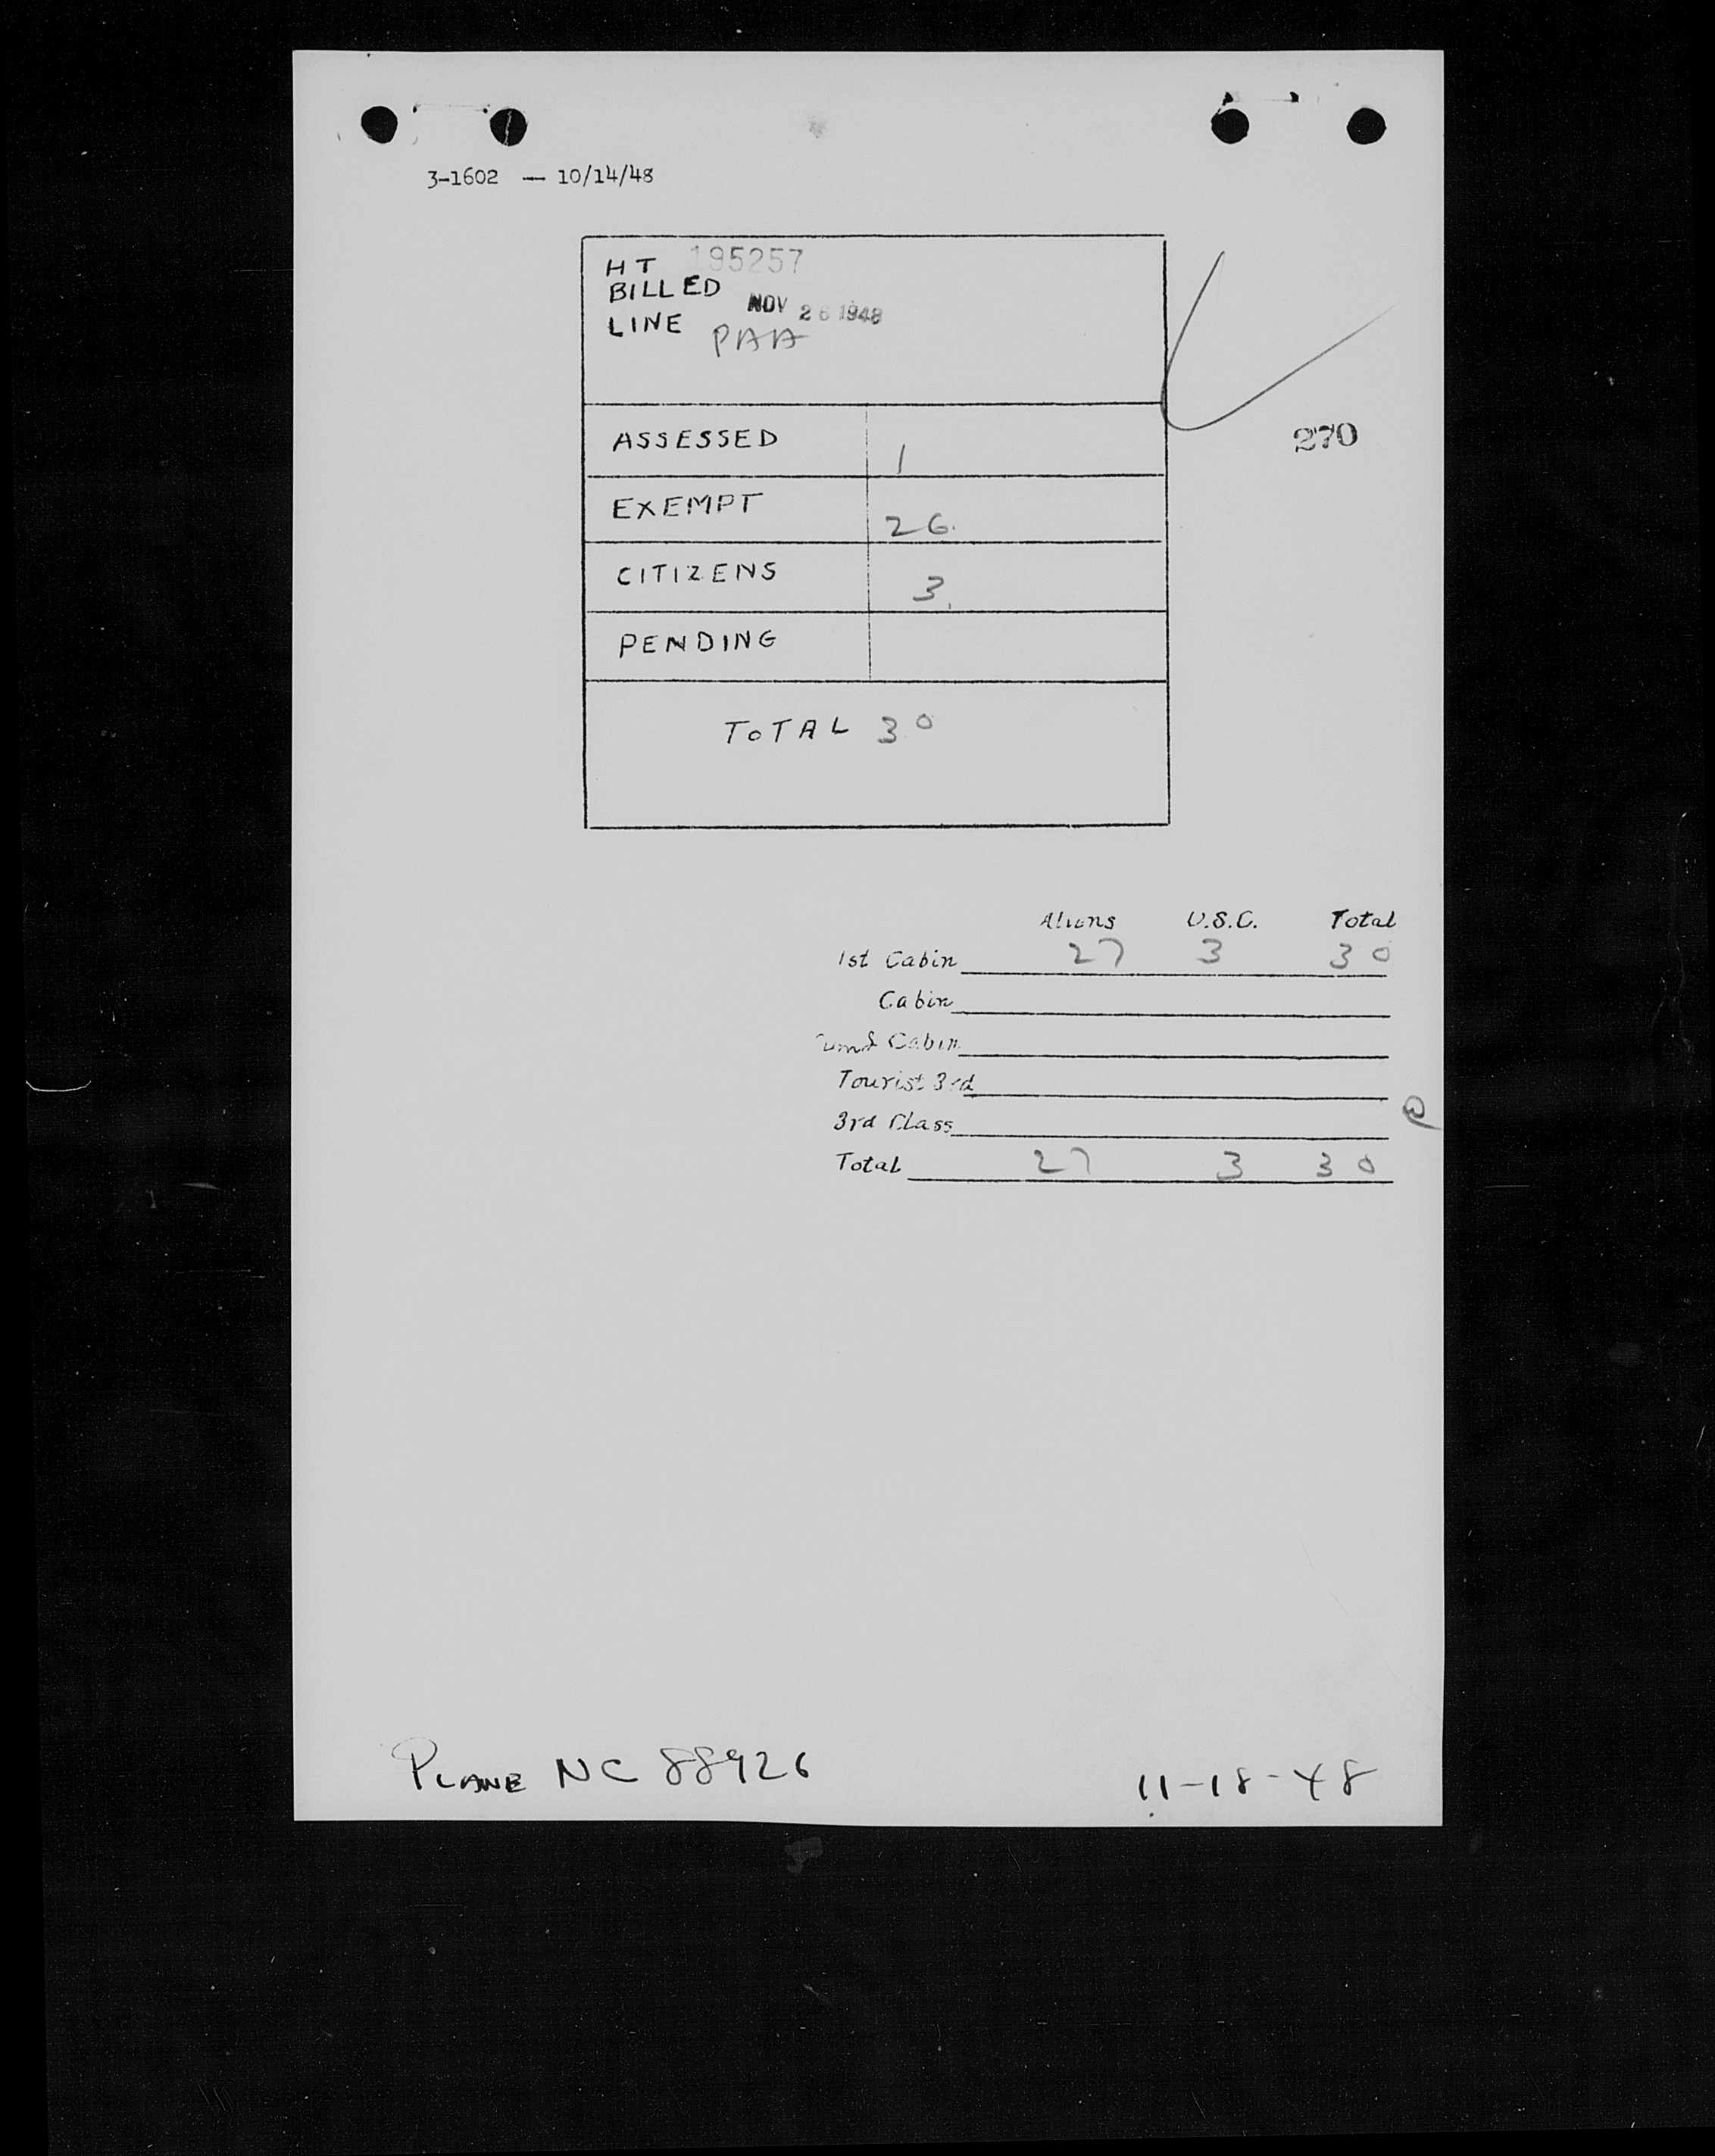 3-1602 — 10/14/48
HT 195257
BILLED NOV 26 1948
LINE PAA
270
ASSESSED 1
EXEMPT 26.
CITIZENS 3.
PENDING
TOTAL 30
Aliens U.S.C. Total
1st Cabin 27 3 30
Cabin
Cabin
Tourist 3rd
3rd Class
Total 27 3 30
PLANE NC 88926 11-18-48